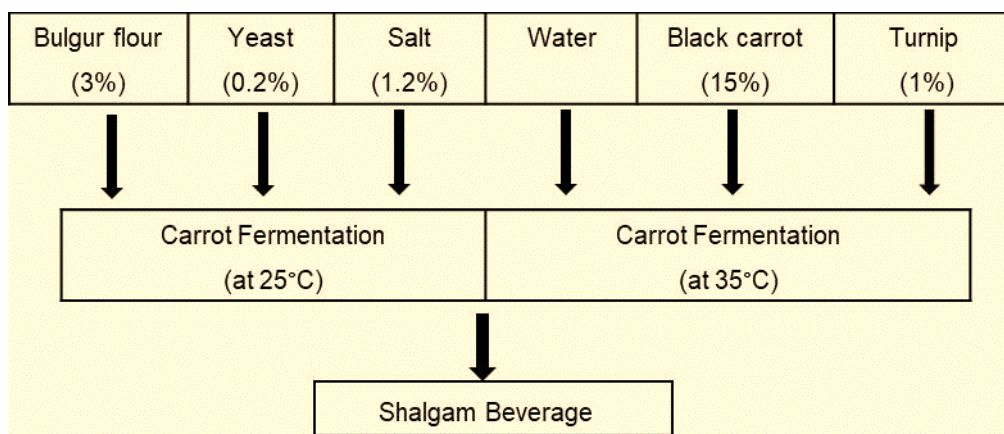 Bulgur flour
(3%)
Yeast
(0.2%)
Salt
(1.2%)
Water
Black carrot
(15%)
Turnip
(1%)
Carrot Fermentation
(at 25°C)
Carrot Fermentation
(at 35°C)
Shalgam Beverage